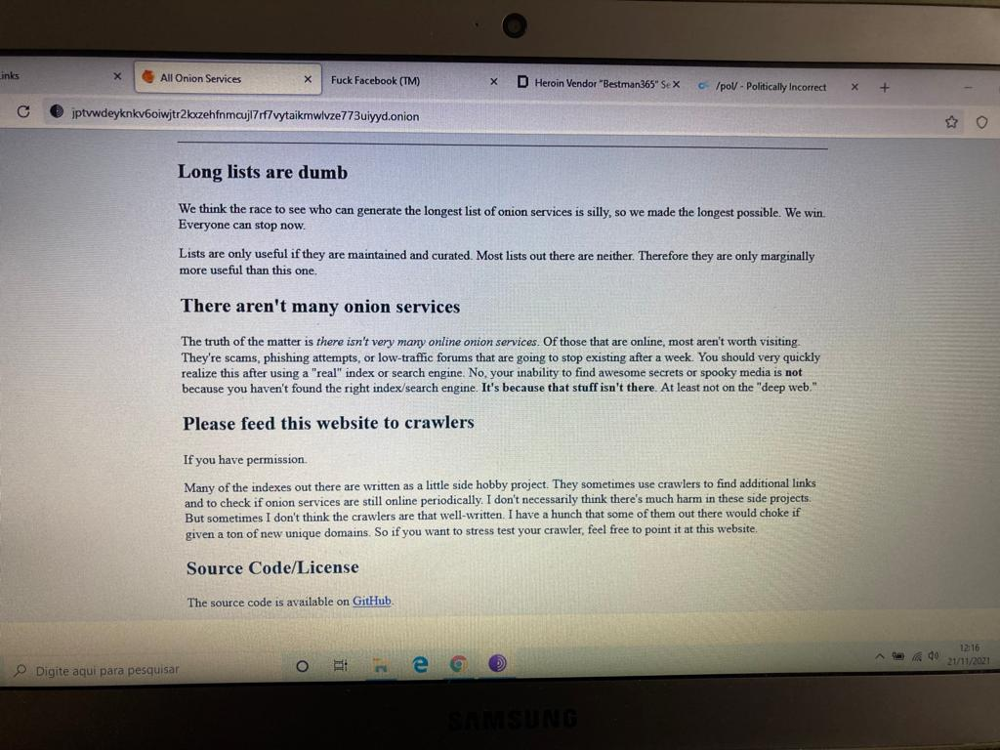 inks
All Onion Services
Fuck Facebook (TM)
Heroin Vendor "Bestman365" Se
/pol/ - Politically Incorrect
jptvwdeyknkv6oiwjtr2kxzehfnmcujl7rf7vytaikmwlvze773uiyyd.onion
Long lists are dumb
We think the race to see who can generate the longest list of onion services is silly, so we made the longest possible. We win.
Everyone can stop now.
Lists are only useful if they are maintained and curated. Most lists out there are neither. Therefore they are only marginally
more useful than this one.
There aren't many onion services
The truth of the matter is there isn't very many online onion services. Of those that are online, most aren't worth visiting.
They're scams, phishing attempts, or low-traffic forums that are going to stop existing after a week. You should very quickly
realize this after using a "real" index or search engine. No, your inability to find awesome secrets or spooky media is not
because you haven't found the right index/search engine. It's because that stuff isn't there. At least not on the "deep web."
Please feed this website to crawlers
If you have permission.
Many of the indexes out there are written as a little side hobby project. They sometimes use crawlers to find additional links
and to check if onion services are still online periodically. I don't necessarily think there's much harm in these side projects.
But sometimes I don't think the crawlers are that well-written. I have a hunch that some of them out there would choke if
given a ton of new unique domains. So if you want to stress test your crawler, feel free to point it at this website.
Source Code/License
The source code is available on GitHub.
Digite aqui para pesquisar
12:16
21/11/2021
SAMSUNG